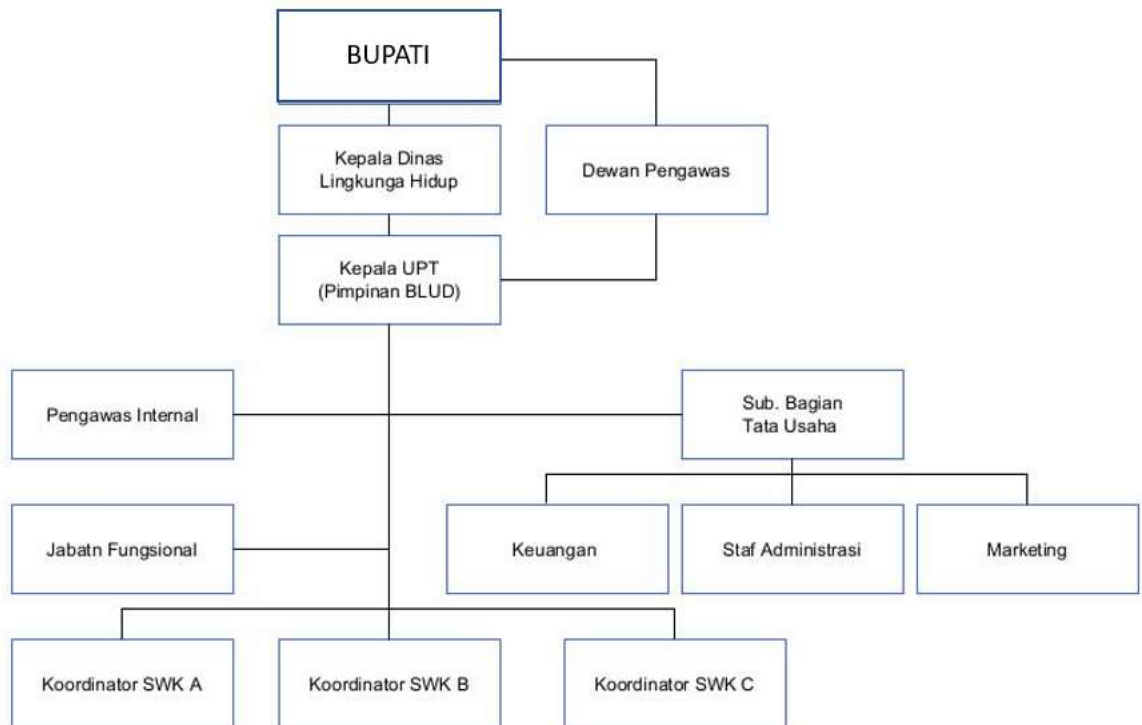 BUPATI
Kepala Dinas
Lingkunga Hidup
Dewan Pengawas
Kepala UPT
(Pimpinan BLUD)
Pengawas Internal
Sub. Bagian
Tata Usaha
Jabatn Fungsional
Keuangan
Staf Administrasi
Marketing
Koordinator SWK A
Koordinator SWK B
Koordinator SWK C